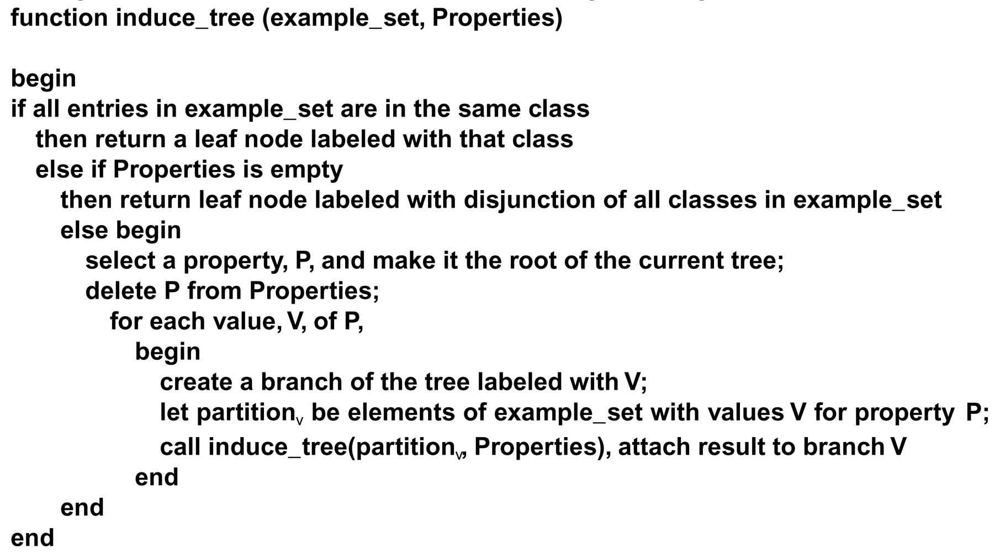 function induce_tree (example_set, Properties)
begin
if all entries in example_set are in the same class
then return a leaf node labeled with that class
else if Properties is empty
then return leaf node labeled with disjunction of all classes in example_set
else begin
select a property, P, and make it the root of the current tree;
delete P from Properties;
for each value, V, of P,
begin
create a branch of the tree labeled with V;
let partitionv be elements of example_set with values V for property P;
call induce_tree(partitionv, Properties), attach result to branch V
end
end
end